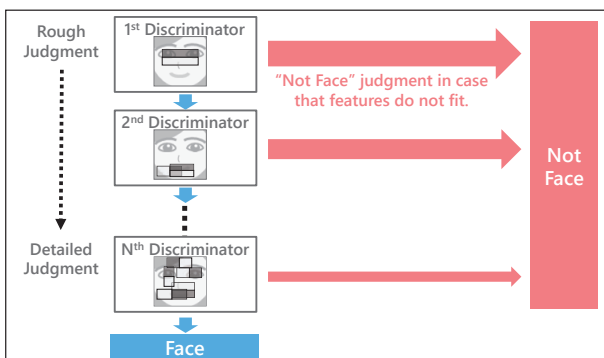 Rough
Judgment
1st Discriminator
"Not Face" judgment in case
that features do not fit.
2nd Discriminator
Not
Face
Detailed
Judgment
Nth Discriminator
Face